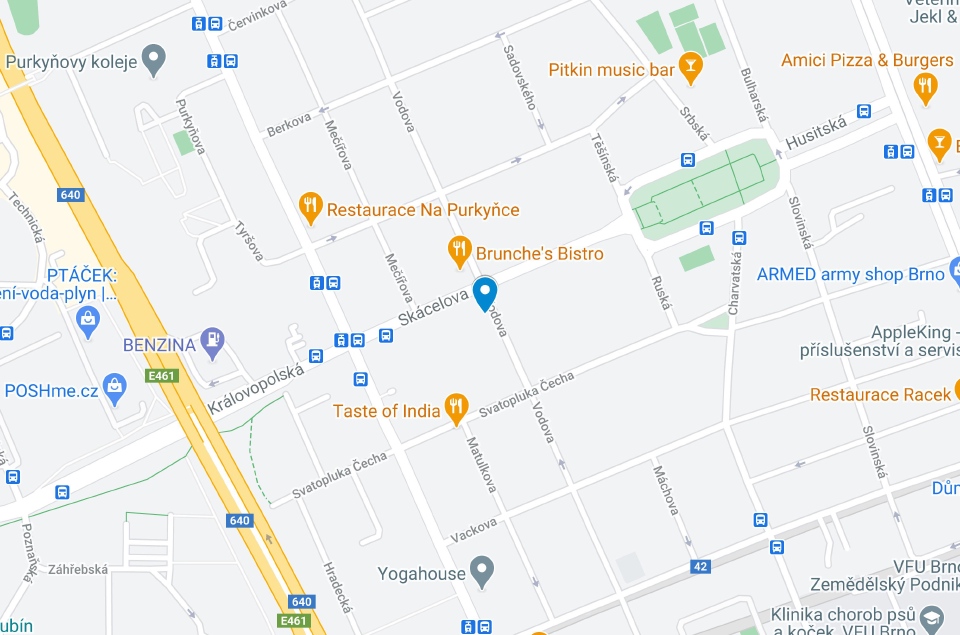 Veterin
Jekl &
Červinkova
Purkyňovy koleje
Pitkin music bar
Amici Pizza & Burgers
Sadovského
Bulharská
Purkyňova
Berkova
Mečířova
Vodova
Srbská
Husitská
Těšínská
640
Technická
Restaurace Na Purkyňce
Tyršova
Slovinská
Brunche's Bistro
PTÁČEK:
ení-voda-plyn |...
Mečířova
Ruská
Charvatská
ARMED army shop Brno
Skácelova
Vodova
BENZINA
AppleKing -
příslušenství a servis
E461
POSHme.cz
Královopolská
Svatopluka Čecha
Restaurace Racek
Taste of India
Vodova
Slovinská
Matulkova
Svatopluka Čecha
Máchova
Důn
640
Vackova
Poznaňská
Záhřebská
Yogahouse
42
VFU Brno
Zemědělský Podnik
Hradecká
640
E461
Klinika chorob psů
a koček, VFU Brno
ubín